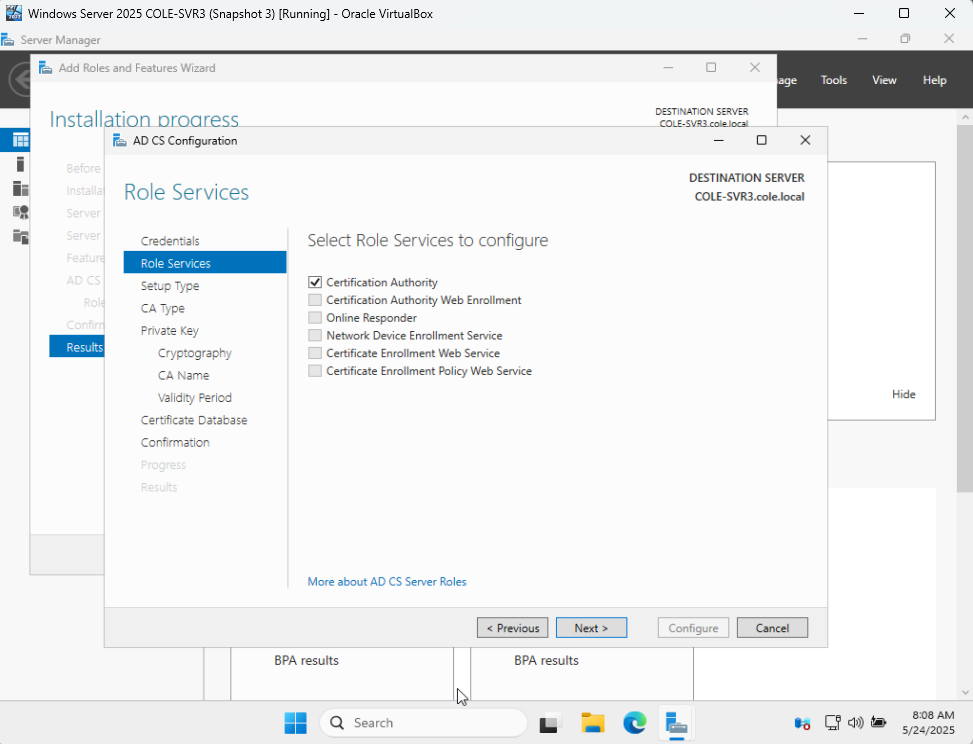 Windows Server 2025 COLE-SVR3 (Snapshot 3) [Running] - Oracle VirtualBox
Server Manager
Add Roles and Features Wizard
Tools
View
Help
Installation progress
DESTINATION SERVER
COLE-SVR3.cole.local
AD CS Configuration
Before
Server
Server
AD CS
Results
Role Services
DESTINATION SERVER
COLE-SVR3.cole.local
Credentials
Role Services
Setup Type
CA Type
Private Key
Cryptography
CA Name
Validity Period
Certificate Database
Confirmation
Progress
Results
Select Role Services to configure
Certification Authority
Certification Authority Web Enrollment
Online Responder
Network Device Enrollment Service
Certificate Enrollment Web Service
Certificate Enrollment Policy Web Service
More about AD CS Server Roles
Hide
< Previous
Next >
Configure
Cancel
BPA results
BPA results
Search
8:08 AM
5/24/2025